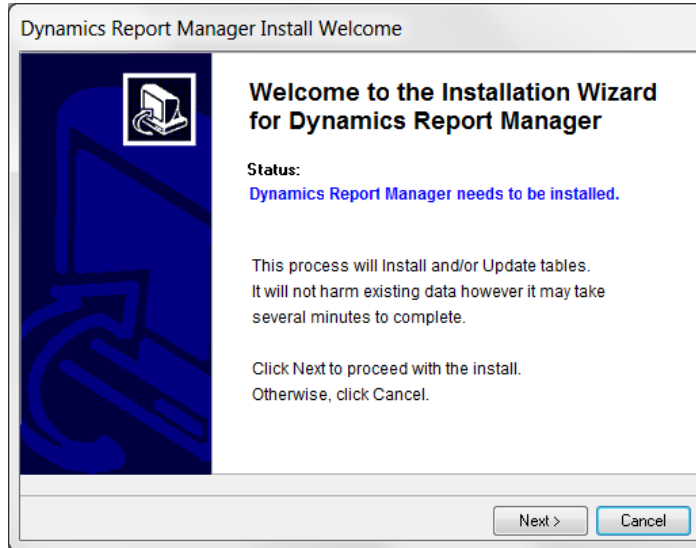 Dynamics Report Manager Install Welcome
Welcome to the Installation Wizard
for Dynamics Report Manager
Status:
Dynamics Report Manager needs to be installed.
This process will Install and/or Update tables.
It will not harm existing data however it may take
several minutes to complete.
Click Next to proceed with the install.
Otherwise, click Cancel.
Next >
Cancel